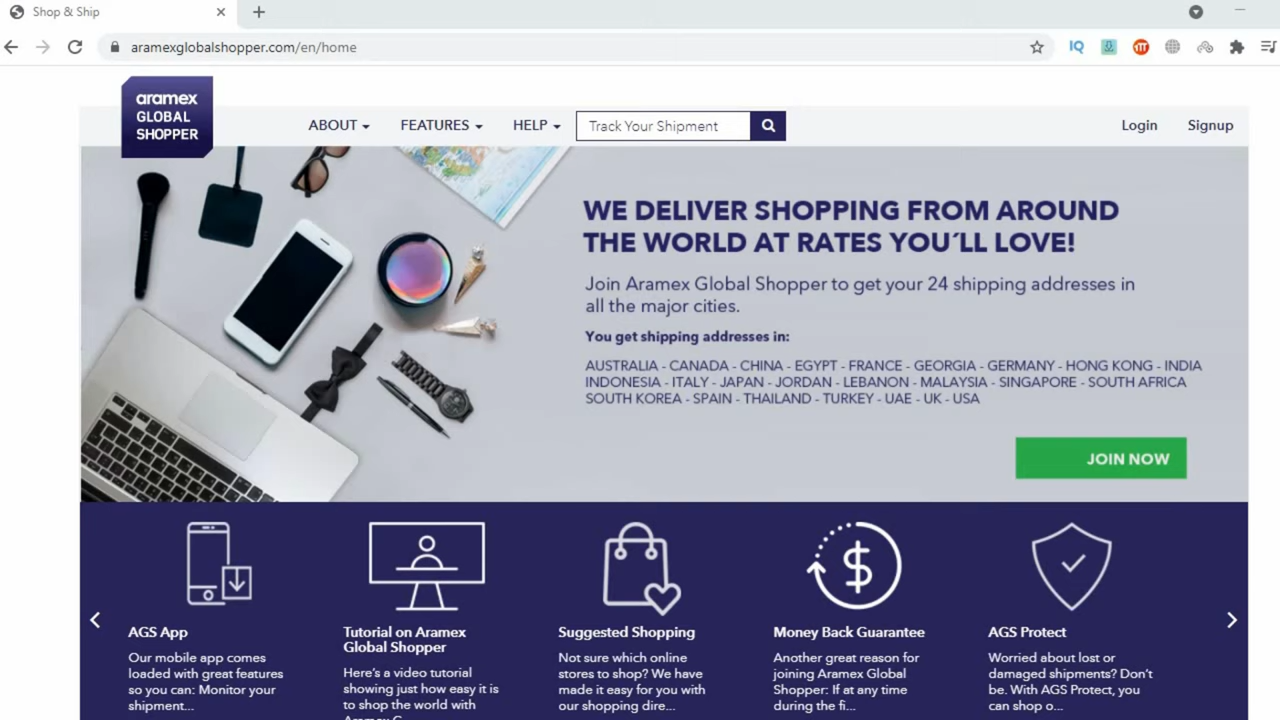 Shop & Ship
aramexglobalshopper.com/en/home
IQ
aramex
GLOBAL
SHOPPER
ABOUT
FEATURES
HELP
Track Your Shipment
Login
Signup
WE DELIVER SHOPPING FROM AROUND
THE WORLD AT RATES YOU´LL LOVE!
Join Aramex Global Shopper to get your 24 shipping addresses in
all the major cities.
You get shipping addresses in:
AUSTRALIA - CANADA - CHINA - EGYPT - FRANCE - GEORGIA - GERMANY - HONG KONG - INDIA
INDONESIA - ITALY - JAPAN - JORDAN - LEBANON - MALAYSIA - SINGAPORE - SOUTH AFRICA
SOUTH KOREA - SPAIN - THAILAND - TURKEY - UAE - UK - USA
JOIN NOW
AGS App
Our mobile app comes
loaded with great features
so you can: Monitor your
shipment...
Tutorial on Aramex
Global Shopper
Here's a video tutorial
showing just how easy it is
to shop the world with
Aramex G...
Suggested Shopping
Not sure which online
stores to shop? We have
made it easy for you with
our shopping dire...
Money Back Guarantee
Another great reason for
joining Aramex Global
Shopper: If at any time
during the fi...
AGS Protect
Worried about lost or
damaged shipments? Don't
be. With AGS Protect, you
can shop o...